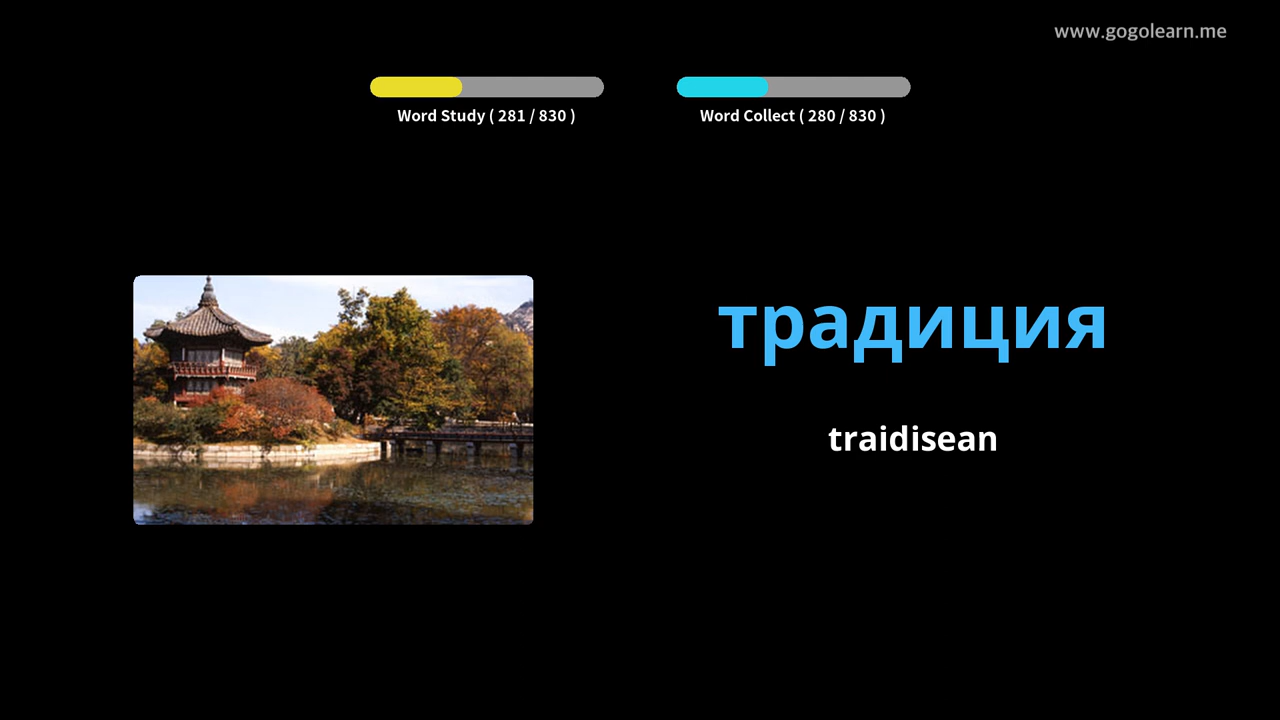 www.gogolearn.me
Word Study ( 281 / 830 )
Word Collect ( 280 / 830 )
традиция
traidisean